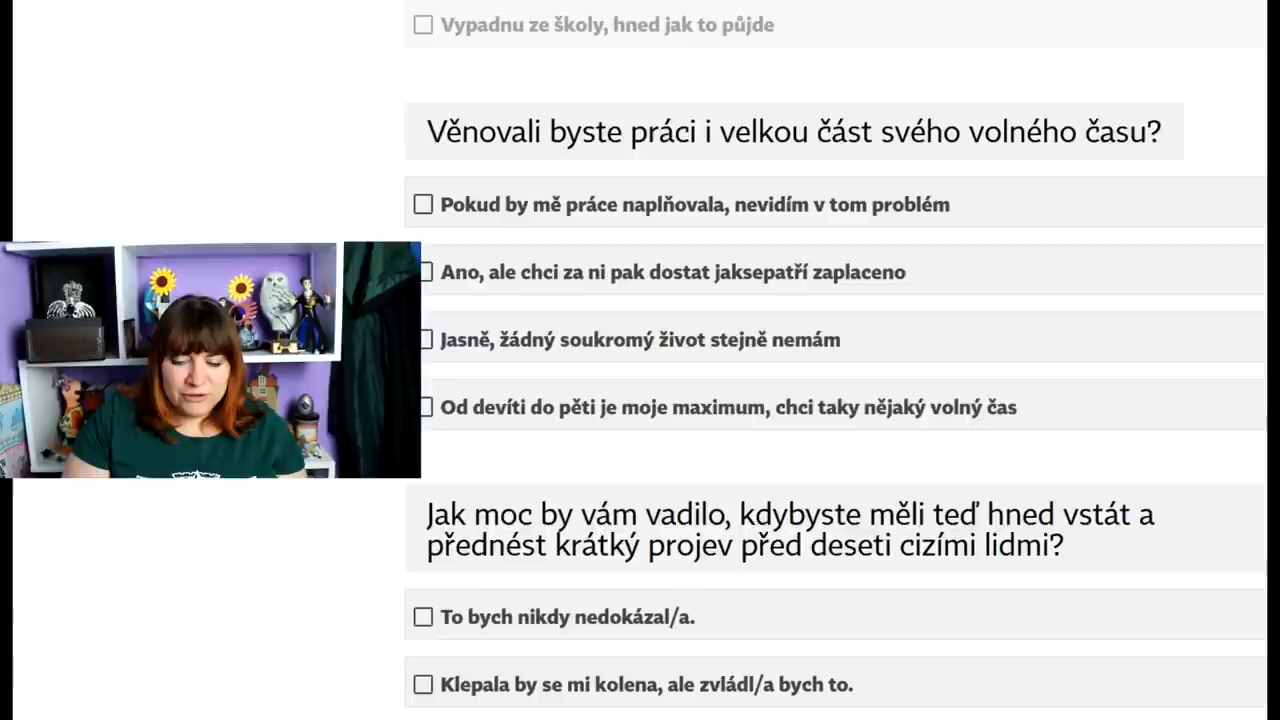 Vypadnu ze školy, hned jak to půjde
Věnovali byste práci i velkou část svého volného času?
Pokud by mě práce naplňovala, nevidím v tom problém
Ano, ale chci za ni pak dostat jaksepatří zaplaceno
Jasně, žádný soukromý život stejně nemám
Od devíti do pěti je moje maximum, chci taky nějaký volný čas
Jak moc by vám vadilo, kdybyste měli teď hned vstát a
přednést krátký projev před deseti cizími lidmi?
To bych nikdy nedokázal/a.
Klepala by se mi kolena, ale zvládl/a bych to.